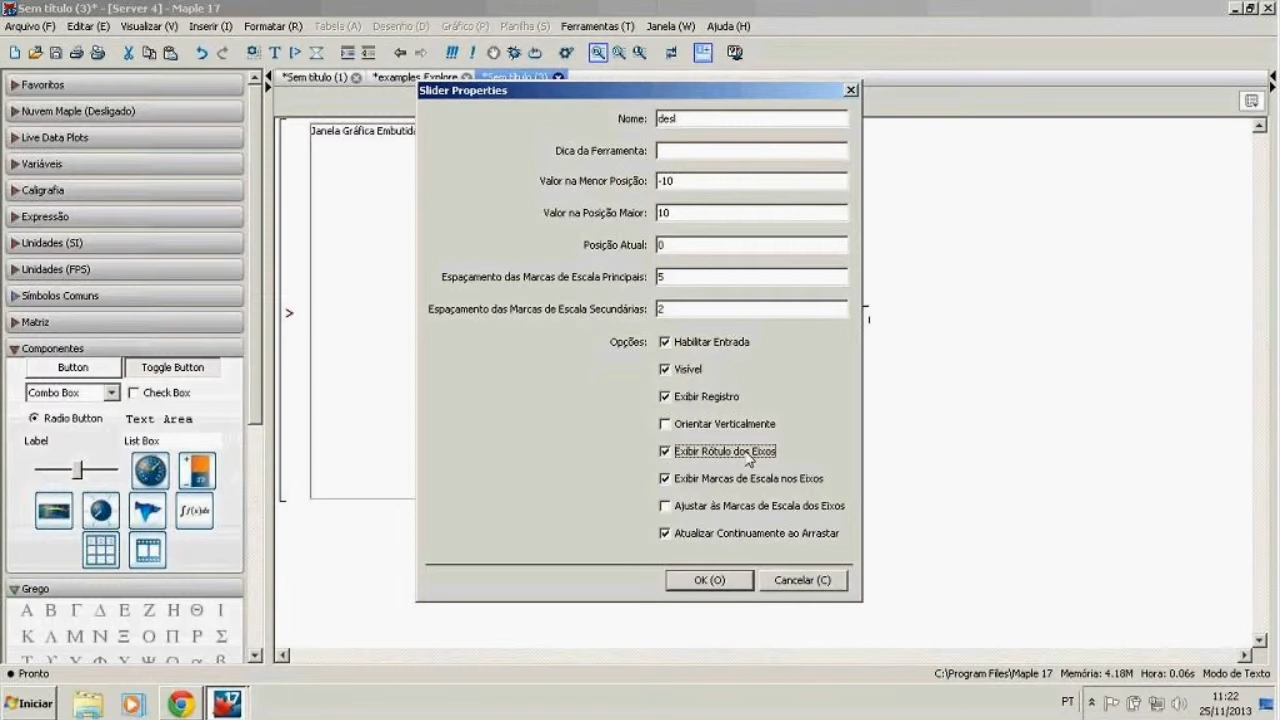 Sem título (3)* - [Server 4] - Maple 17
Arquivo (F) Editar (E) Visualizar (V) Inserir (I) Formatar (R) Tabela (A) Desenho (D) Gráfico (P) Planilha (S) Ferramentas (T) Janela (W) Ajuda (H)
*Sem título (1) *examples,Explore *Sem título (3)
Favoritos
Nuvem Maple (Desligado)
Live Data Plots
Variáveis
Caligrafia
Expressão
Unidades (SI)
Unidades (FPS)
Símbolos Comuns
Matriz
Componentes
Button Toggle Button
Combo Box Check Box
Radio Button Text Area
Label List Box
∫f(x)dx
Grego
Α Β Γ Δ Ε Ζ Η Θ Ι
Κ Λ Μ Ν Ξ Ο Π Ρ Σ
Τ Υ Χ Φ Χ Ψ Ω α β
Janela Gráfica Embutida
>
Slider Properties
Nome: desl
Dica da Ferramenta:
Valor na Menor Posição: -10
Valor na Posição Maior: 10
Posição Atual: 0
Espaçamento das Marcas de Escala Principais: 5
Espaçamento das Marcas de Escala Secundárias: 2
Opções: Habilitar Entrada
Visível
Exibir Registro
Orientar Verticalmente
Exibir Rótulo dos Eixos
Exibir Marcas de Escala nos Eixos
Ajustar às Marcas de Escala dos Eixos
Atualizar Continuamente ao Arrastar
OK (O) Cancelar (C)
Pronto
C:\Program Files\Maple 17 Memória: 4.18M Hora: 0.06s Modo de Texto
Iniciar
17
PT
11:22
25/11/2013